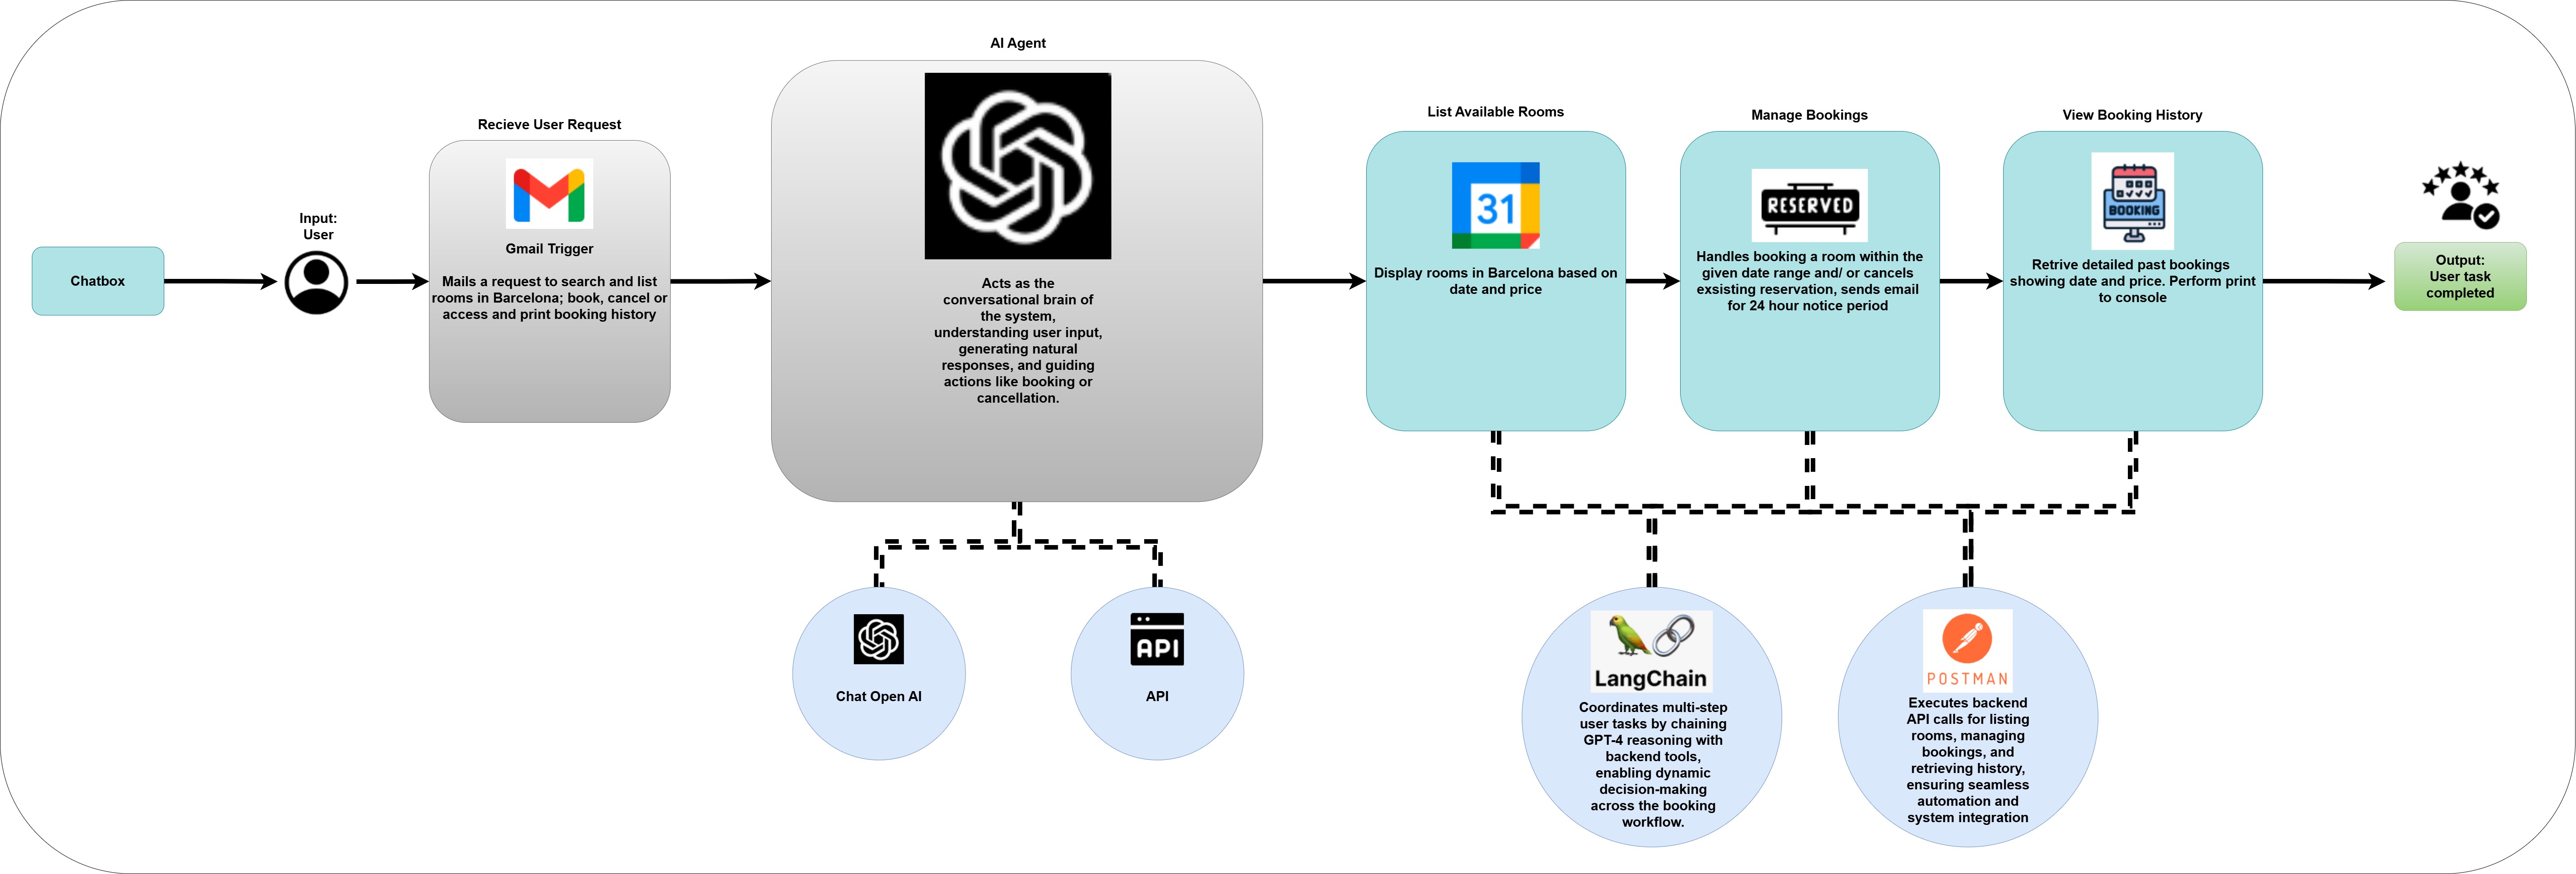 Chatbox
Input:
User
Recieve User Request
Gmail Trigger
Mails a request to search and list
rooms in Barcelona; book, cancel or
access and print booking history
AI Agent
Acts as the
conversational brain of
the system,
understanding user input,
generating natural
responses, and guiding
actions like booking or
cancellation.
Chat Open AI
API
API
List Available Rooms
31
Display rooms in Barcelona based on
date and price
Manage Bookings
RESERVED
Handles booking a room within the
given date range and/ or cancels
exsisting reservation, sends email
for 24 hour notice period
View Booking History
BOOKING
Retrive detailed past bookings
showing date and price. Perform print
to console
LangChain
Coordinates multi-step
user tasks by chaining
GPT-4 reasoning with
backend tools,
enabling dynamic
decision-making
across the booking
workflow.
POSTMAN
Executes backend
API calls for listing
rooms, managing
bookings, and
retrieving history,
ensuring seamless
automation and
system integration
Output:
User task
completed